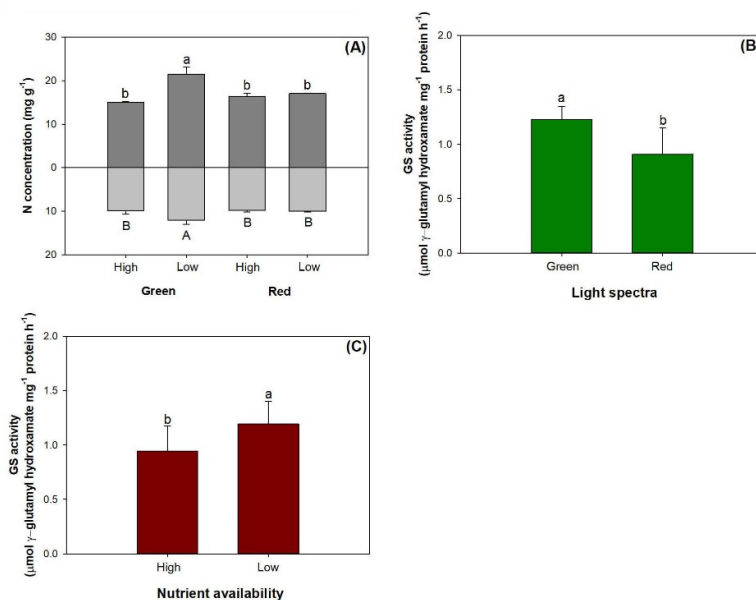 (A)
N concentration (mg g⁻¹)
30
20
10
0
10
20
b
a
b
b
B
A
B
B
High
Low
High
Low
Green
Red
(B
GS activity
(μmol γ–glutamyl hydroxamate mg⁻¹ protein h⁻¹)
2.0
1.5
1.0
0.5
0.0
a
b
Green
Red
Light spectra
(C)
GS activity
(μmol γ–glutamyl hydroxamate mg⁻¹ protein h⁻¹)
2.0
1.5
1.0
0.5
0.0
b
a
High
Low
Nutrient availability